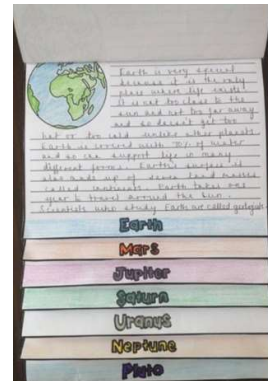 Earth is very special
because it is the only
place where life exists
It is not too close to the
sun and not too far away
and so doesnt get too
hot or too cold unlike other planets
Earth is covered with 70% of water
and so can support life in many
different forms. Earth's surface is
also made up of seven land masses
called continents. Earth takes one
year to travel around the Sun.
Scientists who study Earth are called geologists
Earth
Mars
Jupiter
Saturn
Uranus
Neptune
Pluto